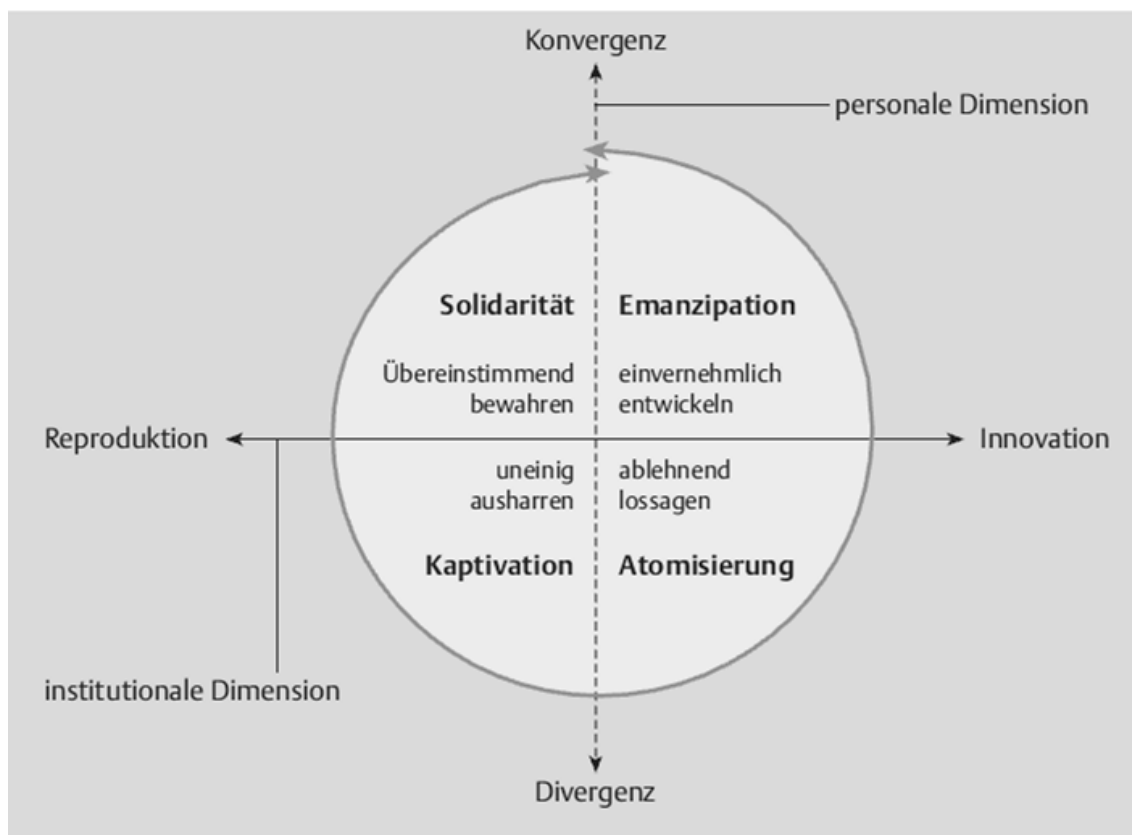 Konvergenz
personale Dimension
Solidarität
Emanzipation
Übereinstimmend
bewahren
einvernehmlich
entwickeln
Reproduktion
Innovation
uneinig
ausharren
ablehnend
lossagen
Kaptivation
Atomisierung
institutionale Dimension
Divergenz